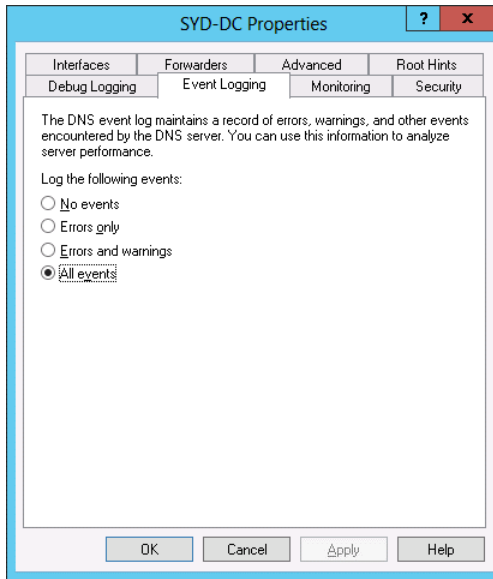 SYD-DC Properties
? x
Interfaces Forwarders Advanced Root Hints
Debug Logging Event Logging Monitoring Security
The DNS event log maintains a record of errors, warnings, and other events
encountered by the DNS server. You can use this information to analyze
server performance.
Log the following events:
No events
Errors only
Errors and warnings
All events
OK Cancel Apply Help